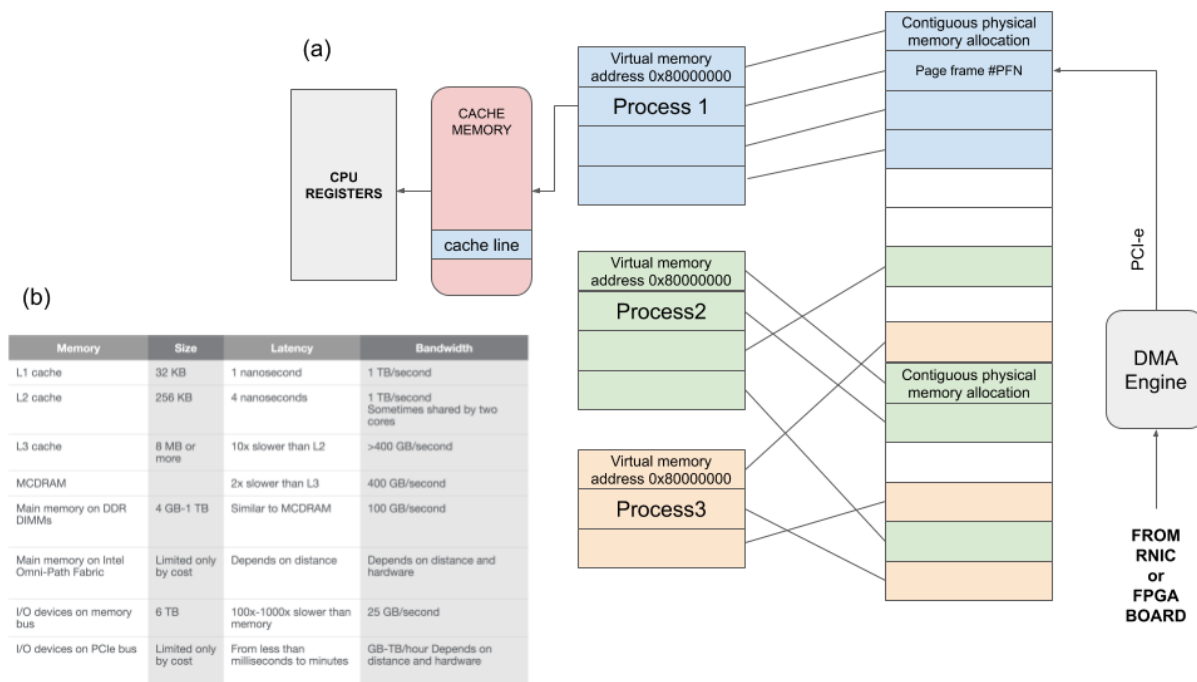 (a)
CPU
REGISTERS
CACHE
MEMORY
cache line
Virtual memory
address 0x80000000
Process 1
Virtual memory
address 0x80000000
Process2
Virtual memory
address 0x80000000
Process3
Contiguous physical
memory allocation
Page frame #PFN
Contiguous physical
memory allocation
PCI-e
DMA
Engine
FROM
RNIC
or
FPGA
BOARD
(b)
Memory Size Latency Bandwidth
L1 cache 32 KB 1 nanosecond 1 TB/second
L2 cache 256 KB 4 nanoseconds 1 TB/second
Sometimes shared by two
cores
L3 cache 8 MB or 10x slower than L2 >400 GB/second
more
MCDRAM 2x slower than L3 400 GB/second
Main memory on DDR 4 GB-1 TB Similar to MCDRAM 100 GB/second
DIMMs
Main memory on Intel Limited only Depends on distance Depends on distance and
Omni-Path Fabric by cost hardware
I/O devices on memory 6 TB 100x-1000x slower than 25 GB/second
bus memory
I/O devices on PCIe bus Limited only From less than GB-TB/hour Depends on
by cost milliseconds to minutes distance and hardware